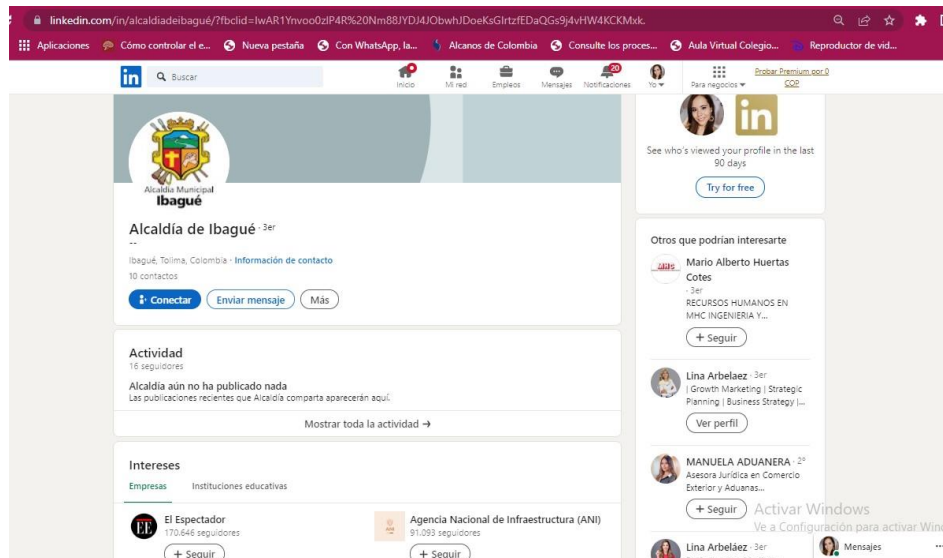 linkedin.com/in/alcaldiadeibagué/?fbclid=IwAR1Ynvoo0zIP4R%20Nm88JYDJ4JObwhJDoeKsGlrtzfEDaQGs9j4vHW4KCKMxk.
Aplicaciones Cómo controlar el e... Nueva pestaña Con WhatsApp, la... Alcanos de Colombia Consulte los proces... Aula Virtual Colegio... Reproductor de vid...
in Buscar
Inicio Mi red Empleos Mensajes 20 Notificaciones Yo Para negocios Probar Premium por 0 COP
Alcaldía Municipal
Ibagué
Alcaldía de Ibagué · 3er
--
Ibagué, Tolima, Colombia · Información de contacto
10 contactos
Conectar Enviar mensaje Más
Actividad
16 seguidores
Alcaldía aún no ha publicado nada
Las publicaciones recientes que Alcaldía comparta aparecerán aquí.
Mostrar toda la actividad →
Intereses
Empresas Instituciones educativas
EE El Espectador
170.646 seguidores
+ Seguir
Agencia Nacional de Infraestructura (ANI)
91.093 seguidores
+ Seguir
in
See who's viewed your profile in the last
90 days
Try for free
Otros que podrían interesarte
MHC Mario Alberto Huertas
Cotes
· 3er
RECURSOS HUMANOS EN
MHC INGENIERIA Y...
+ Seguir
Lina Arbelaez · 3er
| Growth Marketing | Strategic
Planning | Business Strategy |...
Ver perfil
MANUELA ADUANERA · 2°
Asesora Jurídica en Comercio
Exterior y Aduanas...
+ Seguir
Activar Windows
Ve a Configuración para activar Wind
Lina Arbeláez · 3er
Mensajes ...